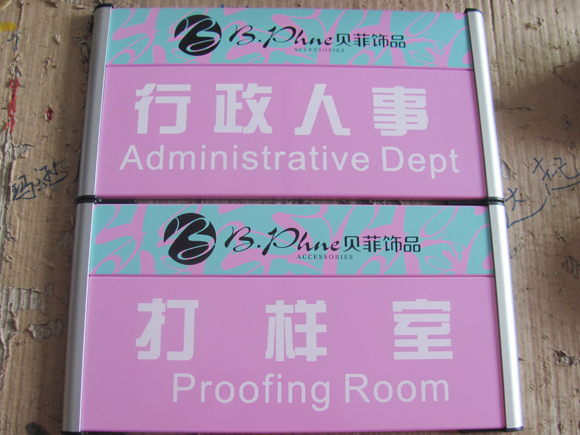 B.Phne贝菲饰品
ACCESSORIES
行政人事
Administrative Dept
B.Phne贝菲饰品
ACCESSORIES
打样室
Proofing Room